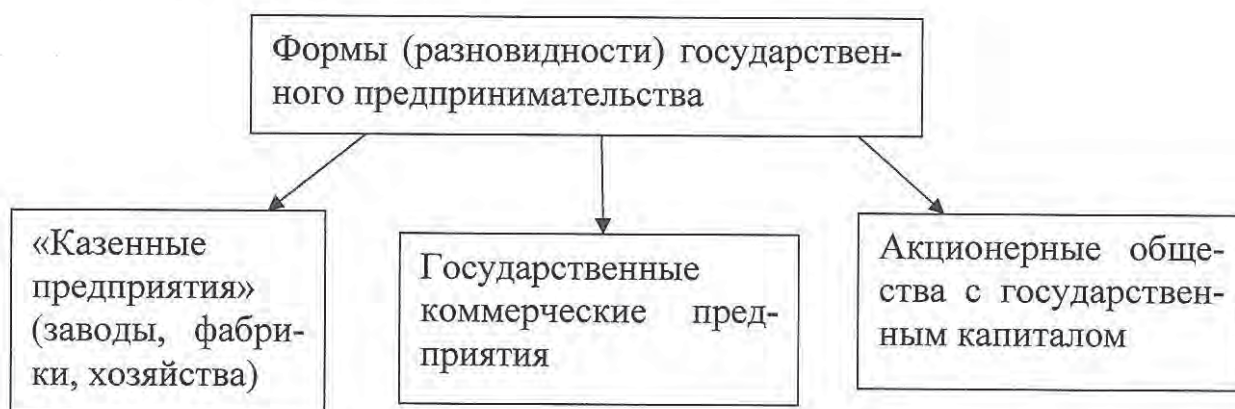 Формы (разновидности) государствен-
ного предпринимательства
«Казенные
предприятия»
(заводы, фабри-
ки, хозяйства)
Государственные
коммерческие пред-
приятия
Акционерные обще-
ства с государствен-
ным капиталом